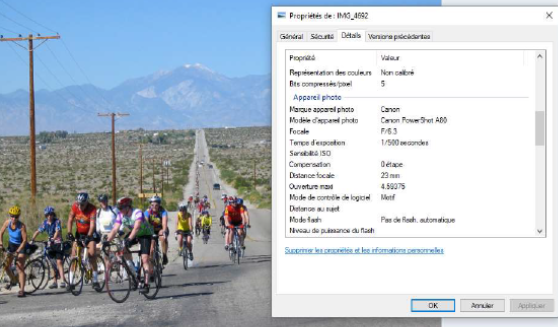 Propriétés de : IMG_4692
Général Sécurité Détails Versions précédentes
Propriété Valeur
Représentation des couleurs Non calibré
Bits compressés/pixel 5
Appareil photo
Marque appareil photo Canon
Modèle d'appareil photo Canon PowerShot A80
Focale F/6.3
Temps d'exposition 1/500 secondes
Sensibilité ISO
Compensation 0 étape
Distance focale 23 mm
Ouverture maxi 4.59375
Mode de contrôle de logiciel Motif
Distance au sujet
Mode flash Pas de flash, automatique
Niveau de puissance du flash
Supprimer les propriétés et les informations personnelles
OK Annuler Appliquer